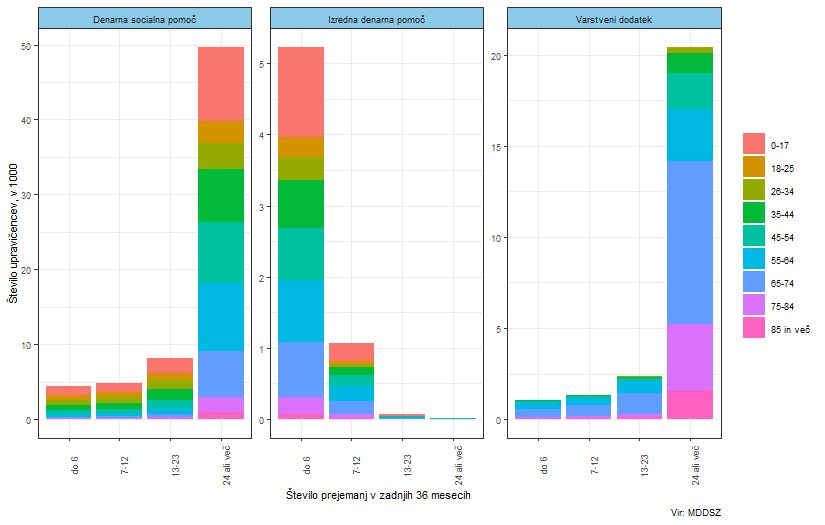 Denarna socialna pomoč
Izredna denarna pomoč
Varstveni dodatek
Število upravičencev, v 1000
50
40
30
20
10
0
5
4
3
2
1
0
20
15
10
5
0
do 6
7-12
13-23
24 ali več
do 6
7-12
13-23
24 ali več
do 6
7-12
13-23
24 ali več
Število prejemanj v zadnjih 36 mesecih
0-17
18-25
26-34
35-44
45-54
55-64
65-74
75-84
85 in več
Vir: MDDSZ